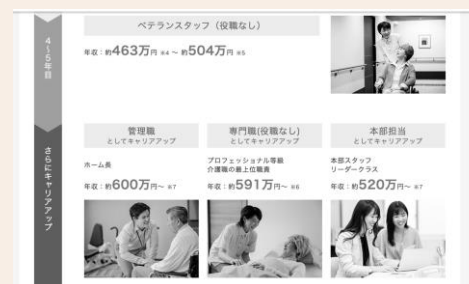 4〜5年目
ベテランスタッフ（役職なし）
年収：約463万円 ※4 〜 約504万円 ※5
さらにキャリアアップ
管理職
としてキャリアアップ
ホーム長
年収：約600万円〜 ※7
専門職(役職なし)
としてキャリアアップ
プロフェッショナル等級
介護職の最上位職責
年収：約591万円〜 ※6
本部担当
としてキャリアアップ
本部スタッフ
リーダークラス
年収：約520万円〜 ※7